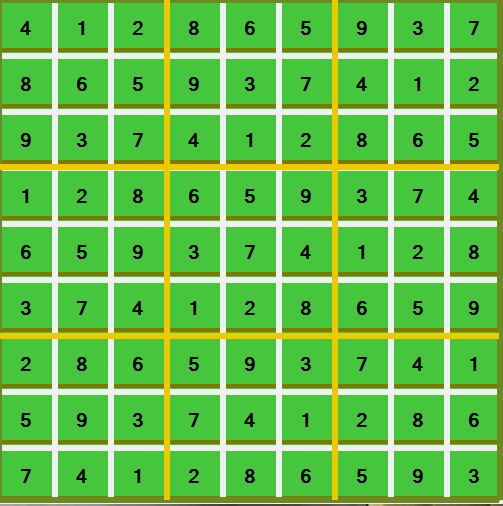 4 1 2 8 6 5 9 3 7
8 6 5 9 3 7 4 1 2
9 3 7 4 1 2 8 6 5
1 2 8 6 5 9 3 7 4
6 5 9 3 7 4 1 2 8
3 7 4 1 2 8 6 5 9
2 8 6 5 9 3 7 4 1
5 9 3 7 4 1 2 8 6
7 4 1 2 8 6 5 9 3